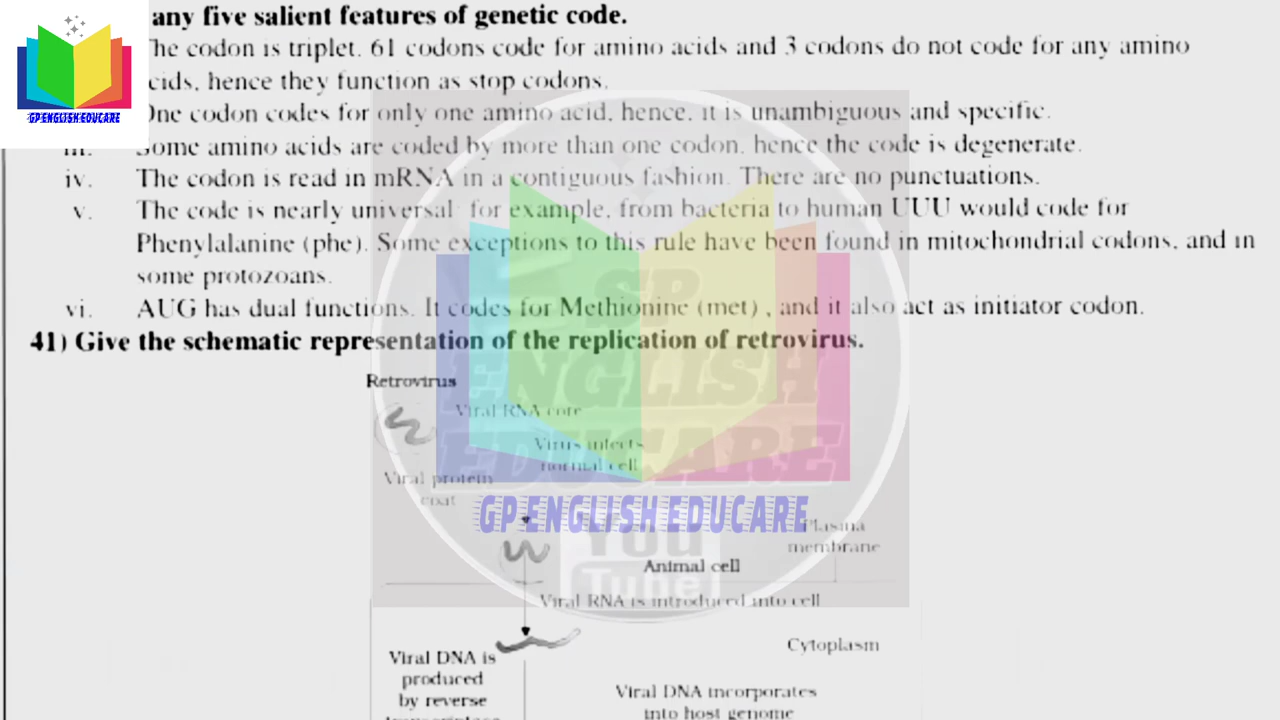 any five salient features of genetic code.
The codon is triplet. 61 codons code for amino acids and 3 codons do not code for any amino
acids, hence they function as stop codons.
One codon codes for only one amino acid, hence, it is unambiguous and specific.
iii. Some amino acids are coded by more than one codon, hence the code is degenerate.
iv. The codon is read in mRNA in a contiguous fashion. There are no punctuations.
v. The code is nearly universal: for example, from bacteria to human UUU would code for
Phenylalanine (phe). Some exceptions to this rule have been found in mitochondrial codons, and in
some protozoans.
vi. AUG has dual functions. It codes for Methionine (met) , and it also act as initiator codon.
41) Give the schematic representation of the replication of retrovirus.
Retrovirus
Viral RNA core
Virus infects
normal cell
Viral protein
coat
Plasma
membrane
Animal cell
Viral RNA is introduced into cell
Cytoplasm
Viral DNA is
produced
by reverse
transcriptase
Viral DNA incorporates
into host genome
GP ENGLISH EDUCARE
SP
ENGLISH
EDUCARE
GP ENGLISH EDUCARE
You
Tube